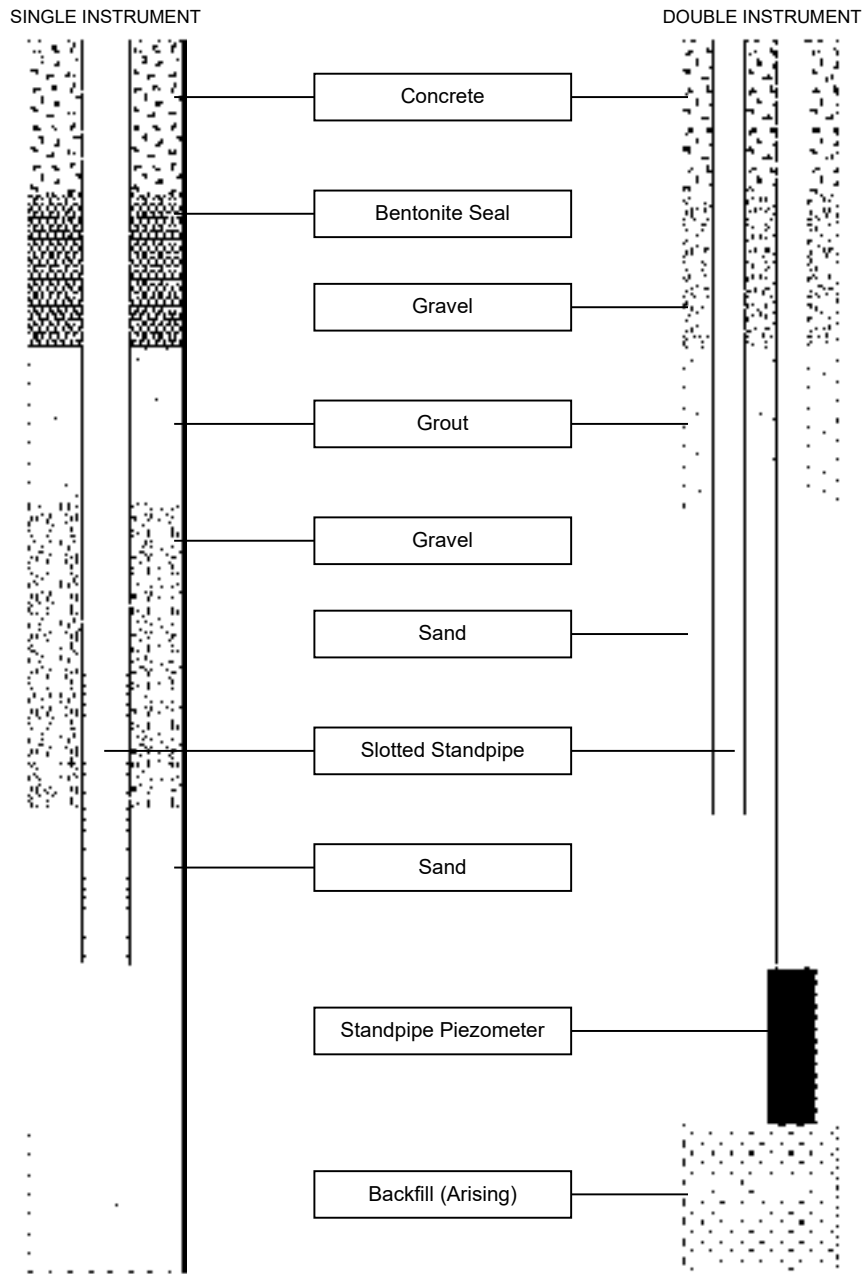 SINGLE INSTRUMENT
DOUBLE INSTRUMENT
Concrete
Bentonite Seal
Gravel
Grout
Gravel
Sand
Slotted Standpipe
Sand
Standpipe Piezometer
Backfill (Arising)